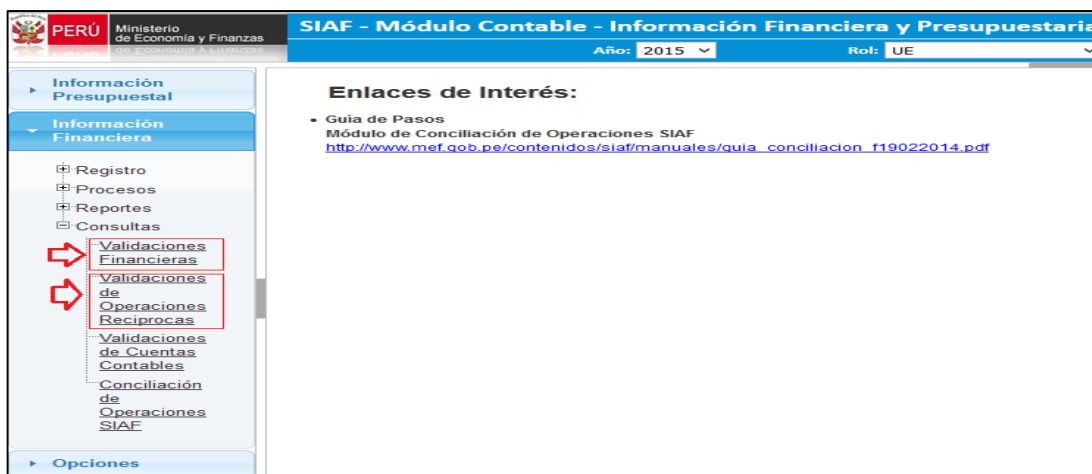 PERÚ
Ministerio
de Economía y Finanzas
SIAF - Módulo Contable - Información Financiera y Presupuestaria
Año: 2015
Rol: UE
Información
Presupuestal
Información
Financiera
Registro
Procesos
Reportes
Consultas
Validaciones
Financieras
Validaciones
de
Operaciones
Reciprocas
Validaciones
de Cuentas
Contables
Conciliación
de
Operaciones
SIAF
Opciones
Enlaces de Interés:
• Guía de Pasos
Módulo de Conciliación de Operaciones SIAF
http://www.mef.gob.pe/contenidos/siaf/manuales/guia_conciliacion_f19022014.pdf